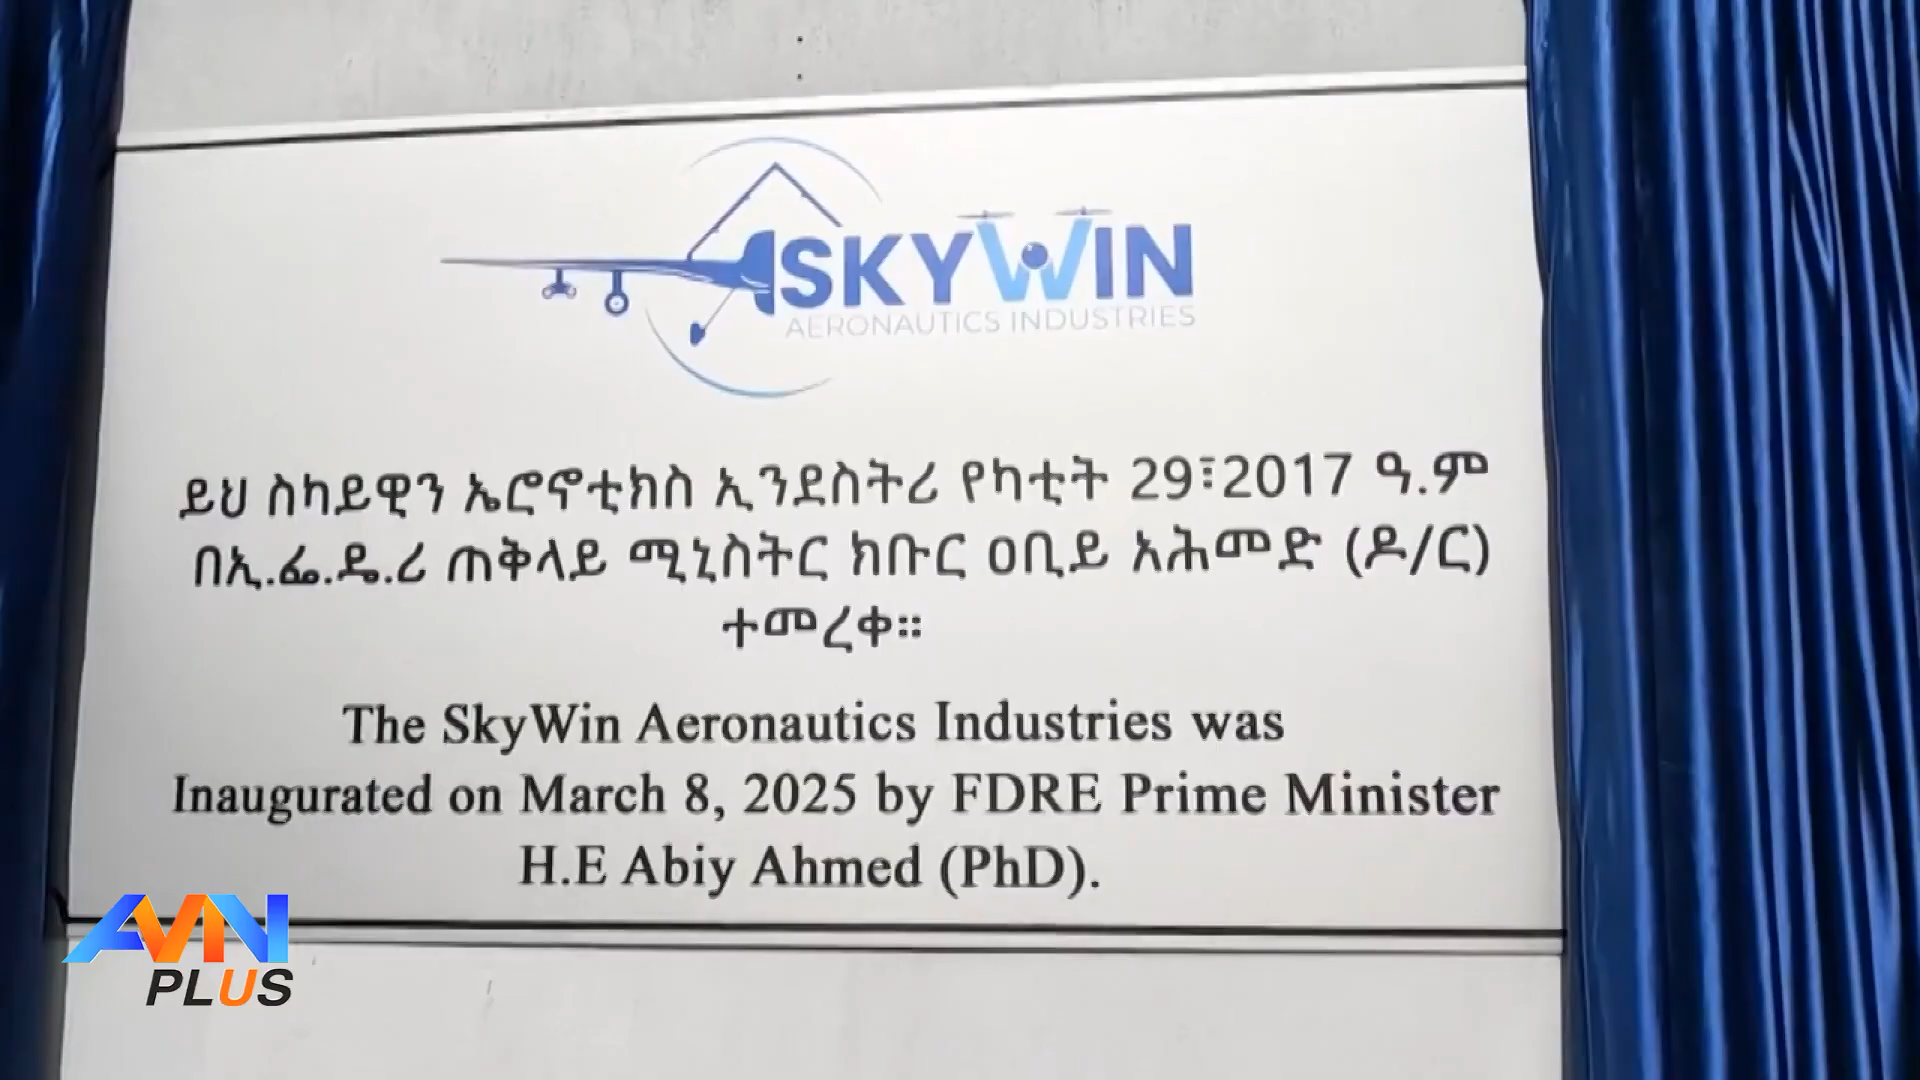 SKYWIN
AERONAUTICS INDUSTRIES
ይህ ስካይዊን ኤሮኖቲክስ ኢንደስትሪ የካቲት 29፣2017 ዓ.ም
በኢ.ፌ.ዴ.ሪ ጠቅላይ ሚኒስትር ክቡር ዐቢይ አሕመድ (ዶ/ር)
ተመረቀ።
The SkyWin Aeronautics Industries was
Inaugurated on March 8, 2025 by FDRE Prime Minister
H.E Abiy Ahmed (PhD).
AVN
PLUS